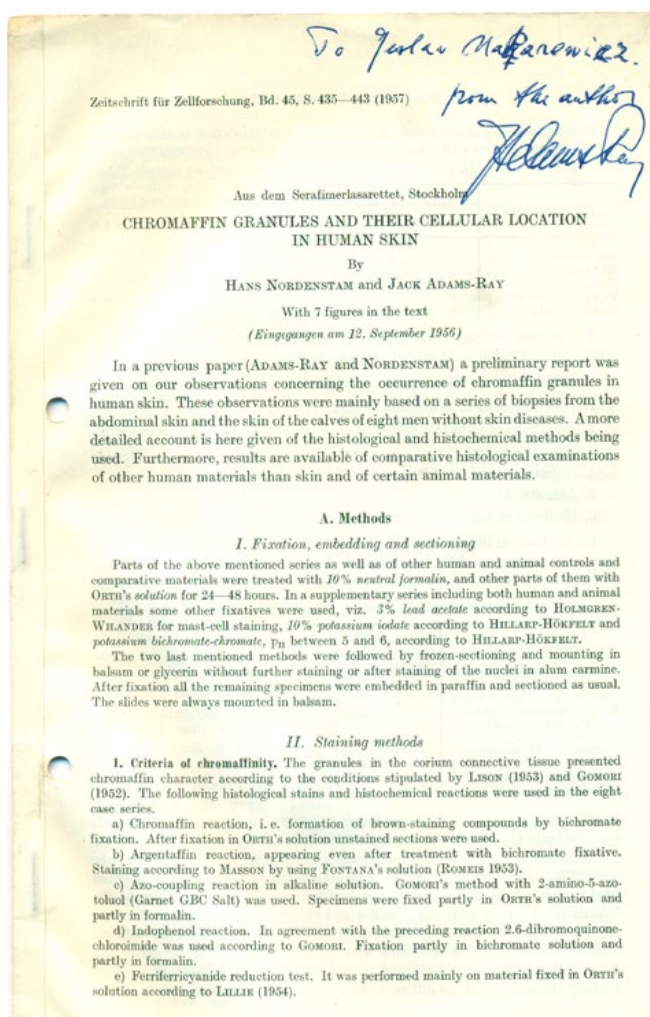 To
from the author
Zeitschrift für Zellforschung, Bd. 45, S. 435—443 (1957)
Aus dem Serafimerlasarettet, Stockholm
CHROMAFFIN GRANULES AND THEIR CELLULAR LOCATION
IN HUMAN SKIN
By
HANS NORDENSTAM and JACK ADAMS-RAY
With 7 figures in the text
(Eingegangen am 12. September 1956)
In a previous paper (ADAMS-RAY and NORDENSTAM) a preliminary report was
given on our observations concerning the occurrence of chromaffin granules in
human skin. These observations were mainly based on a series of biopsies from the
abdominal skin and the skin of the calves of eight men without skin diseases. A more
detailed account is here given of the histological and histochemical methods being
used. Furthermore, results are available of comparative histological examinations
of other human materials than skin and of certain animal materials.
A. Methods
I. Fixation, embedding and sectioning
Parts of the above mentioned series as well as of other human and animal controls and
comparative materials were treated with 10% neutral formalin, and other parts of them with
ORTH's solution for 24—48 hours. In a supplementary series including both human and animal
materials some other fixatives were used, viz. 3% lead acetate according to HOLMGREN-
WILANDER for mast-cell staining, 10% potassium iodate according to HILLARP-HÖKFELT and
potassium bichromate-chromate, pH between 5 and 6, according to HILLARP-HÖKFELT.
The two last mentioned methods were followed by frozen-sectioning and mounting in
balsam or glycerin without further staining or after staining of the nuclei in alum carmine.
After fixation all the remaining specimens were embedded in paraffin and sectioned as usual.
The slides were always mounted in balsam.
II. Staining methods
1. Criteria of chromaffinity. The granules in the corium connective tissue presented
chromaffin character according to the conditions stipulated by LISON (1953) and GOMORI
(1952). The following histological stains and histochemical reactions were used in the eight
case series.
a) Chromaffin reaction, i. e. formation of brown-staining compounds by bichromate
fixation. After fixation in ORTH's solution unstained sections were used.
b) Argentaffin reaction, appearing even after treatment with bichromate fixative.
Staining according to MASSON by using FONTANA's solution (ROMEIS 1953).
c) Azo-coupling reaction in alkaline solution. GOMORI's method with 2-amino-5-azo-
toluol (Garnet GBC Salt) was used. Specimens were fixed partly in ORTH's solution and
partly in formalin.
d) Indophenol reaction. In agreement with the preceding reaction 2.6-dibromoquinone-
chloroimide was used according to GOMORI. Fixation partly in bichromate solution and
partly in formalin.
e) Ferriferricyanide reduction test. It was performed mainly on material fixed in ORTH's
solution according to LILLIE (1954).